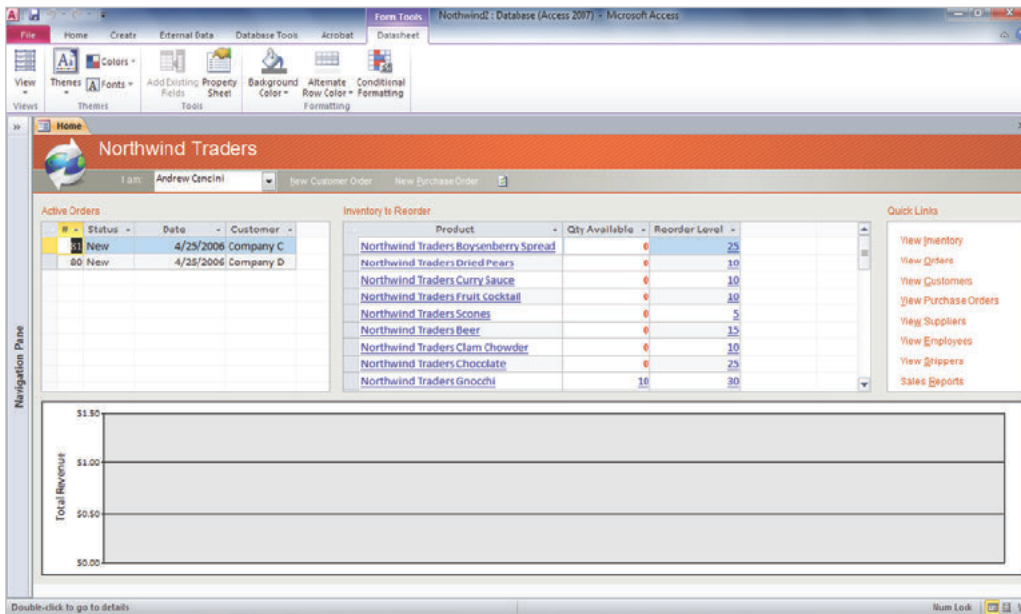 Form Tools Northwind2 : Database (Access 2007) - Microsoft Access
File Home Create External Data Database Tools Acrobat Datasheet
View Themes Colors Fonts Add Existing Fields Property Sheet Background Color Alternate Row Color Conditional Formatting
Views Themes Tools Formatting
Home
Northwind Traders
I am: Andrew Cencini New Customer Order New Purchase Order
Active Orders Inventory to Reorder Quick Links
# Status Date Customer Product Qty Available Reorder Level
81 New 4/25/2006 Company C
80 New 4/25/2006 Company D
Northwind Traders Boysenberry Spread 0 25
Northwind Traders Dried Pears 0 10
Northwind Traders Curry Sauce 0 10
Northwind Traders Fruit Cocktail 0 10
Northwind Traders Scones 0 5
Northwind Traders Beer 0 15
Northwind Traders Clam Chowder 0 10
Northwind Traders Chocolate 0 25
Northwind Traders Gnocchi 10 30
View Inventory
View Orders
View Customers
View Purchase Orders
View Suppliers
View Employees
View Shippers
Sales Reports
Navigation Pane
Total Revenue
$1.50
$1.00
$0.50
$0.00
Double-click to go to details Num Lock